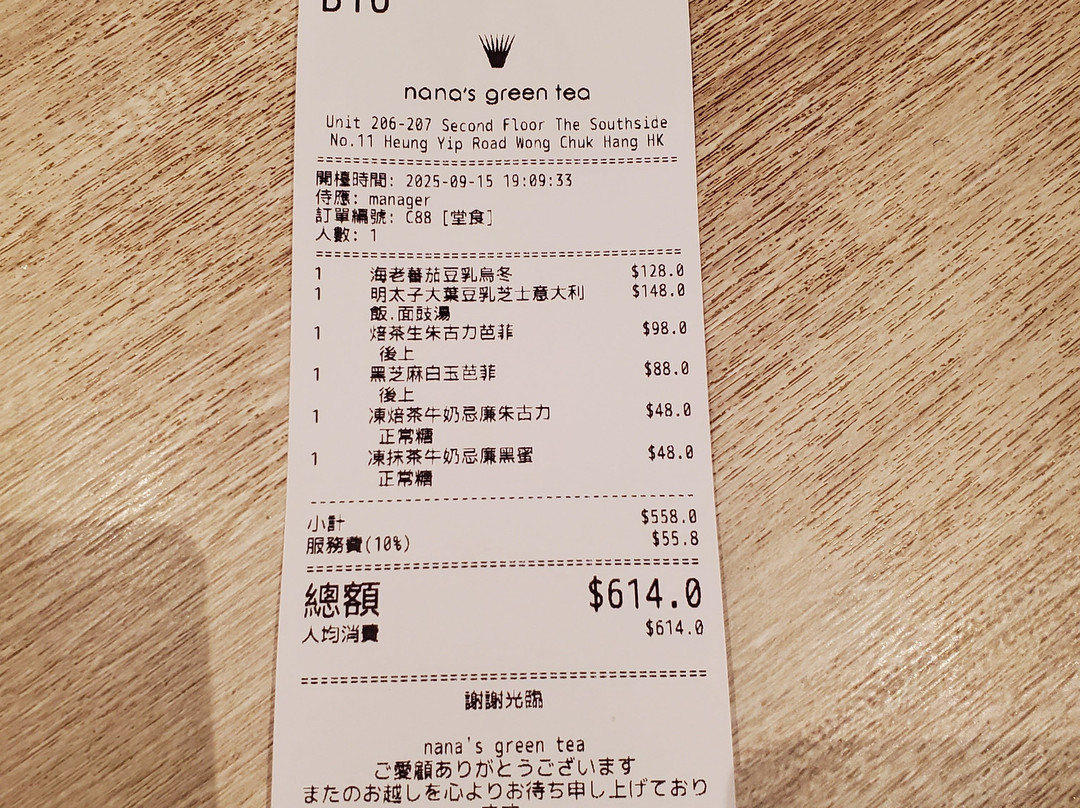 B10
nana's green tea
Unit 206-207 Second Floor The Southside
No.11 Heung Yip Road Wong Chuk Hang HK
開檯時間: 2025-09-15 19:09:33
侍應: manager
訂單編號: C88 [堂食]
人數: 1
1 海老蕃茄豆乳烏冬 $128.0
1 明太子大葉豆乳芝士意大利 $148.0
飯.面豉湯
1 焙茶生朱古力芭菲 $98.0
後上
1 黑芝麻白玉芭菲 $88.0
後上
1 凍焙茶牛奶忌廉朱古力 $48.0
正常糖
1 凍抹茶牛奶忌廉黑蜜 $48.0
正常糖
小計 $558.0
服務費(10%) $55.8
總額 $614.0
人均消費 $614.0
謝謝光臨
nana's green tea
ご愛顧ありがとうございます
またのお越しを心よりお待ち申し上げており